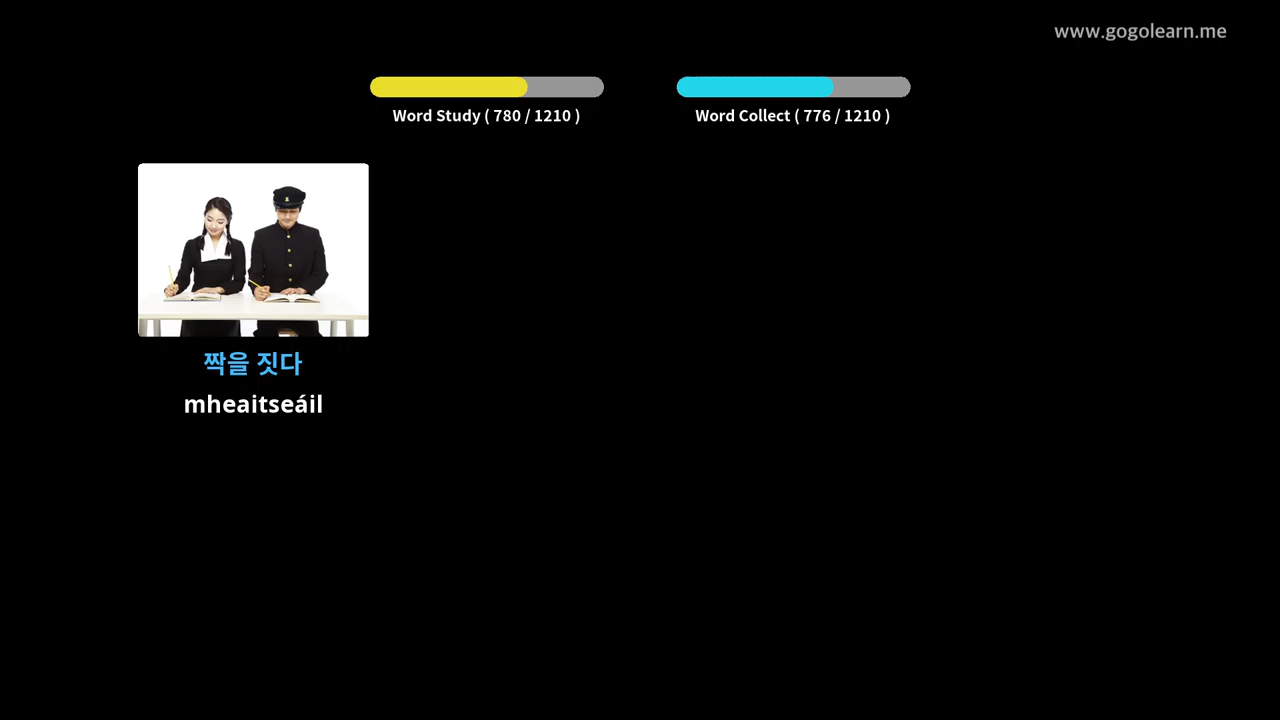 www.gogolearn.me
Word Study ( 780 / 1210 )
Word Collect ( 776 / 1210 )
짝을 짓다
mheaitseáil